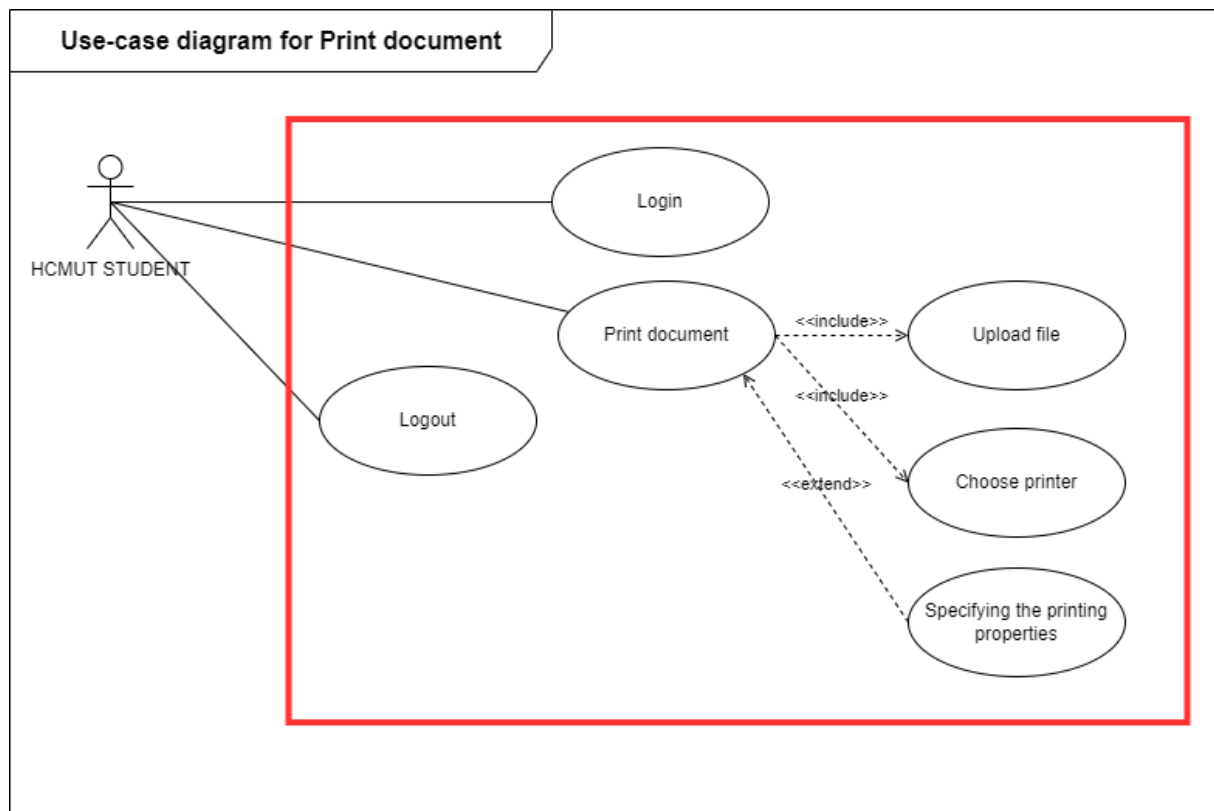 Use-case diagram for Print document
Login
HCMUT STUDENT
<<include>>
Print document
Upload file
<<include>>
Logout
<<extend>>
Choose printer
Specifying the printing
properties